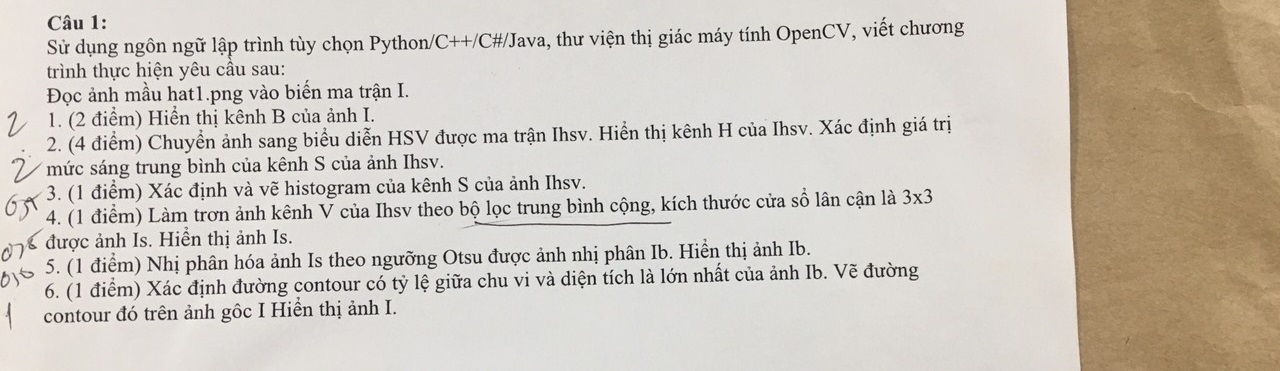 Câu 1:
Sử dụng ngôn ngữ lập trình tùy chọn Python/C++/C#/Java, thư viện thị giác máy tính OpenCV, viết chương
trình thực hiện yêu cầu sau:
Đọc ảnh mầu hat1.png vào biến ma trận I.
2 1. (2 điểm) Hiển thị kênh B của ảnh I.
2. (4 điểm) Chuyển ảnh sang biểu diễn HSV được ma trận Ihsv. Hiển thị kênh H của Ihsv. Xác định giá trị
2 mức sáng trung bình của kênh S của ảnh Ihsv.
3. (1 điểm) Xác định và vẽ histogram của kênh S của ảnh Ihsv.
4. (1 điểm) Làm trơn ảnh kênh V của Ihsv theo bộ lọc trung bình cộng, kích thước cửa sổ lân cận là 3x3
được ảnh Is. Hiển thị ảnh Is.
5. (1 điểm) Nhị phân hóa ảnh Is theo ngưỡng Otsu được ảnh nhị phân Ib. Hiển thị ảnh Ib.
6. (1 điểm) Xác định đường contour có tỷ lệ giữa chu vi và diện tích là lớn nhất của ảnh Ib. Vẽ đường
1 contour đó trên ảnh gôc I Hiển thị ảnh I.